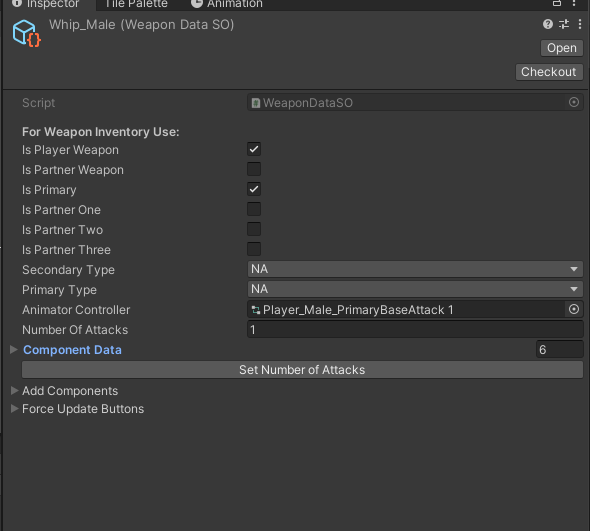 Inspector Tile Palette Animation
Whip_Male (Weapon Data SO)
Open
Checkout
Script WeaponDataSO
For Weapon Inventory Use:
Is Player Weapon
Is Partner Weapon
Is Primary
Is Partner One
Is Partner Two
Is Partner Three
Secondary Type NA
Primary Type NA
Animator Controller Player_Male_PrimaryBaseAttack 1
Number Of Attacks 1
Component Data 6
Set Number of Attacks
Add Components
Force Update Buttons